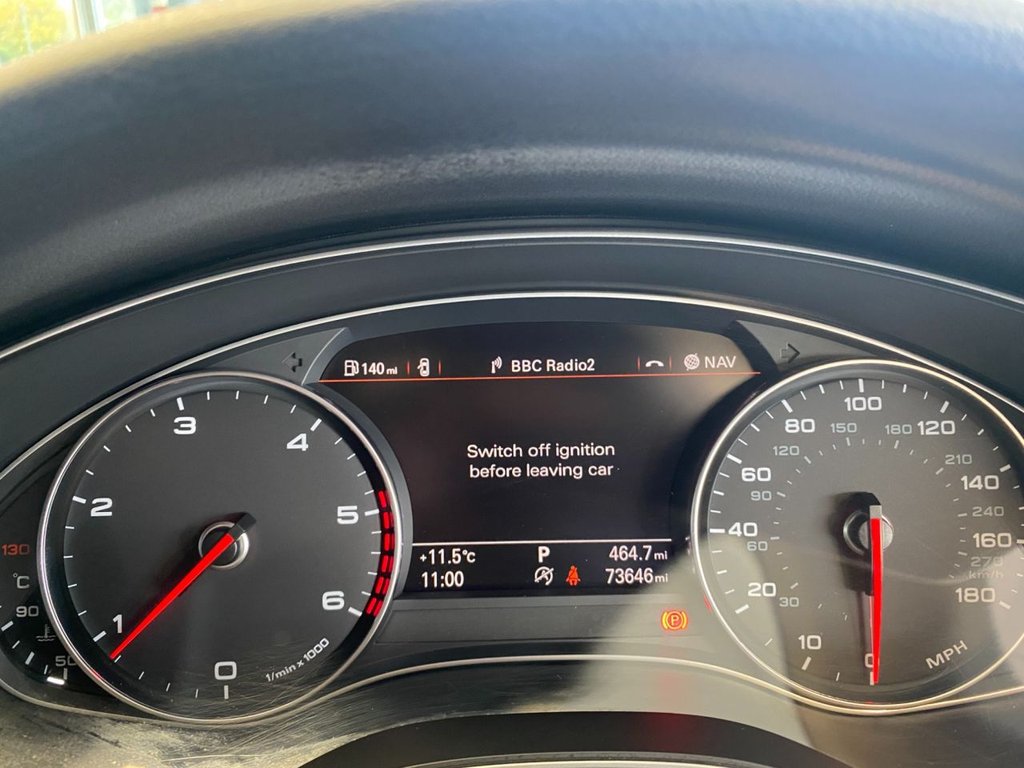 140 mi
BBC Radio2
NAV
Switch off ignition
before leaving car
+11.5°C
P
464.7 mi
11:00
73646 mi
P
0
1
2
3
4
5
6
1/min x 1000
130
°C
90
50
0
10
20
40
60
80
100
120
140
160
180
30
60
90
120
150
180
210
240
270
km/h
MPH